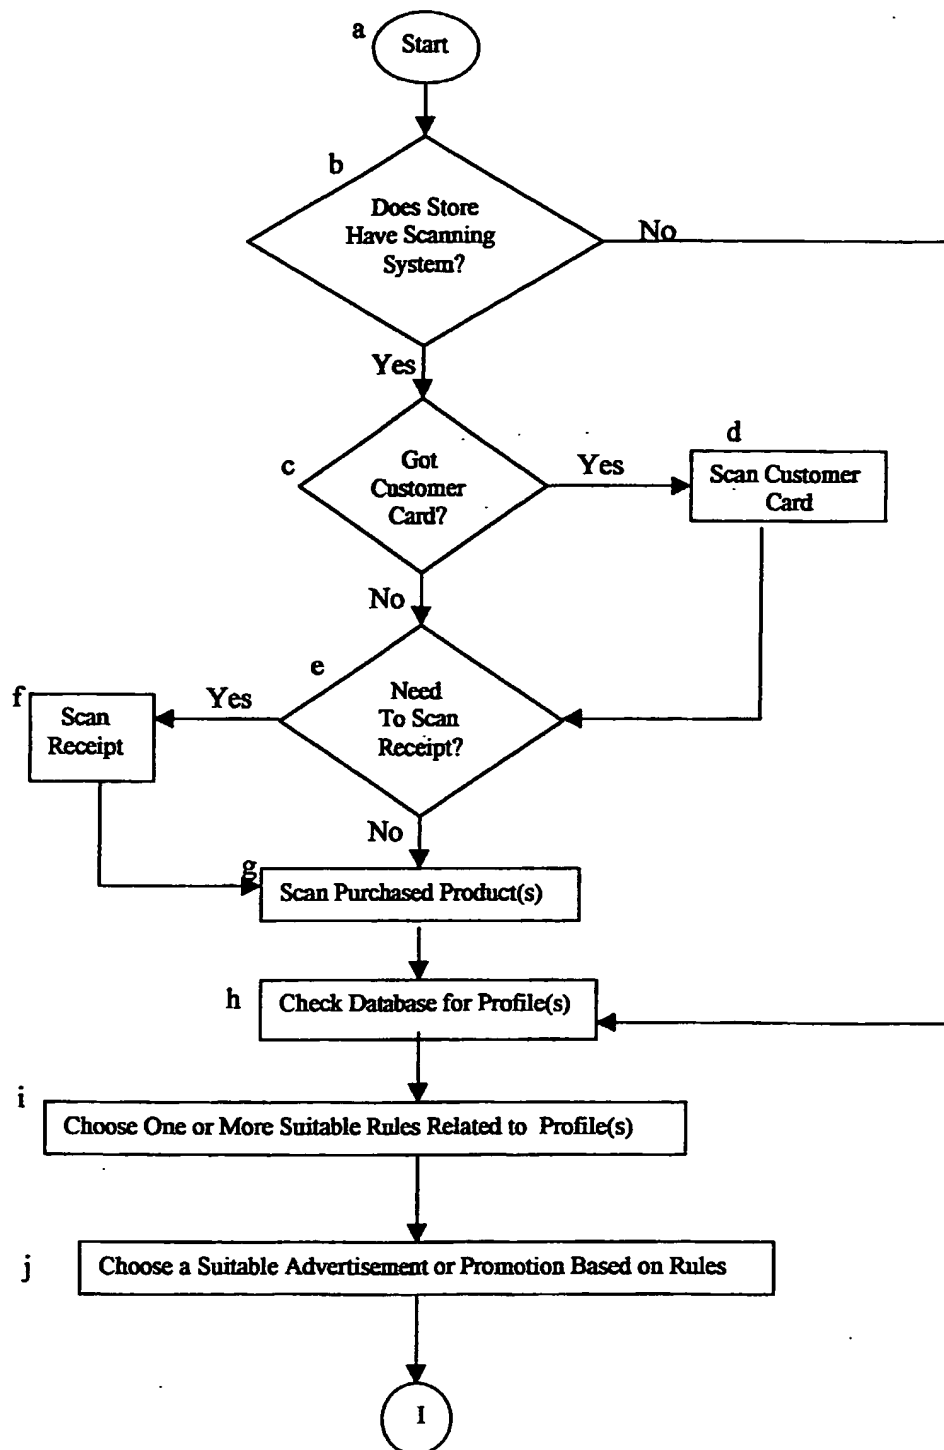 a
Start
b
Does Store
Have Scanning
System?
No
Yes
c
Got
Customer
Card?
Yes
d
Scan Customer
Card
No
e
Need
To Scan
Receipt?
Yes
f
Scan
Receipt
No
g
Scan Purchased Product(s)
h
Check Database for Profile(s)
i
Choose One or More Suitable Rules Related to Profile(s)
j
Choose a Suitable Advertisement or Promotion Based on Rules
I